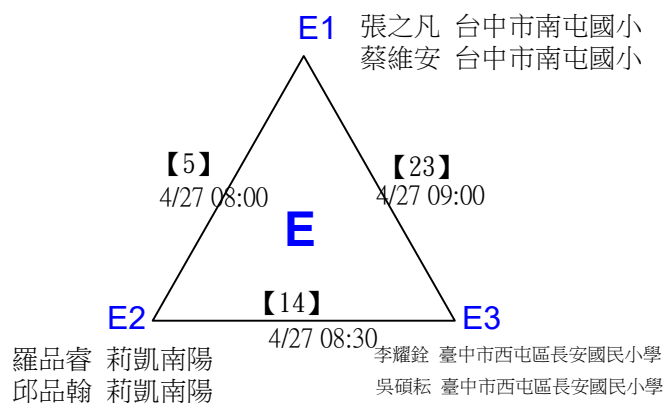 E1
張之凡 台中市南屯國小
蔡維安 台中市南屯國小
【5】
4/27 08:00
【23】
4/27 09:00
E
【14】
4/27 08:30
E2
E3
羅品睿 莉凱南陽
邱品翰 莉凱南陽
李耀銓 臺中市西屯區長安國民小學
吳碩耘 臺中市西屯區長安國民小學